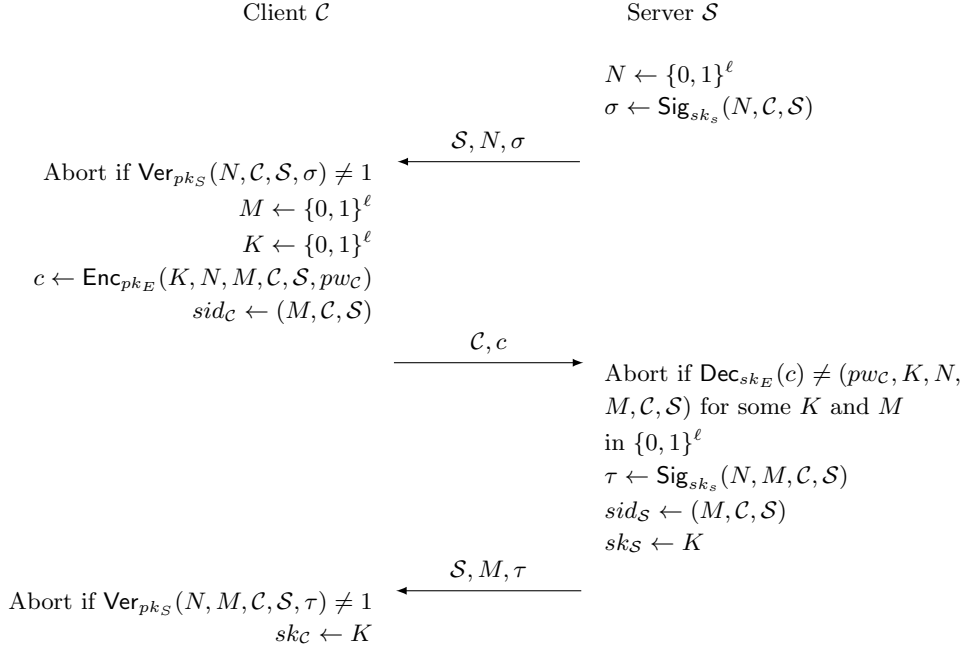 Client 𝒞 Server 𝒮
N ← {0, 1}^ℓ
σ ← Sig_{sk_s}(N, 𝒞, 𝒮)
𝒮, N, σ
Abort if Ver_{pk_S}(N, 𝒞, 𝒮, σ) ≠ 1
M ← {0, 1}^ℓ
K ← {0, 1}^ℓ
c ← Enc_{pk_E}(K, N, M, 𝒞, 𝒮, pw_𝒞)
sid_𝒞 ← (M, 𝒞, 𝒮)
𝒞, c
Abort if Dec_{sk_E}(c) ≠ (pw_𝒞, K, N,
M, 𝒞, 𝒮) for some K and M
in {0, 1}^ℓ
τ ← Sig_{sk_s}(N, M, 𝒞, 𝒮)
sid_𝒮 ← (M, 𝒞, 𝒮)
sk_𝒮 ← K
𝒮, M, τ
Abort if Ver_{pk_S}(N, M, 𝒞, 𝒮, τ) ≠ 1
sk_𝒞 ← K